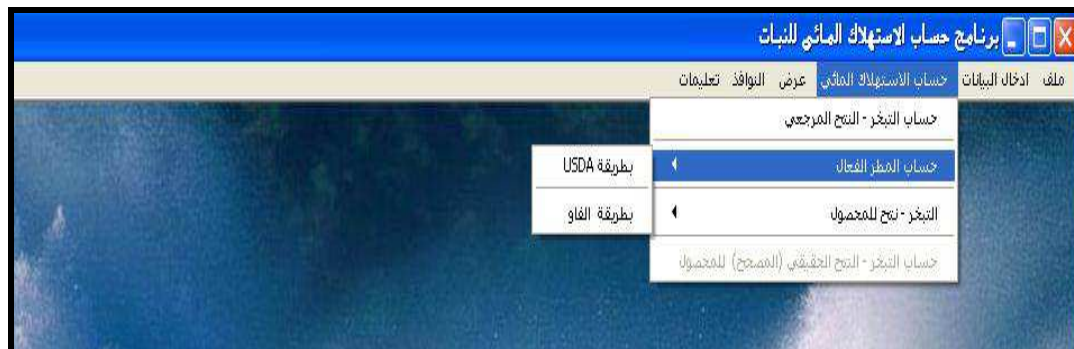 برنامج حساب الاستهلاك المائي للنبات
ملف ادخال البيانات حساب الاستهلاك المائي عرض النوافذ تعليمات
حساب التبخر - النتح المرجعي
حساب المطر الفعال
بطريقة USDA
بطريقة الفاو
التبخر - نتح للمحصول
حساب التبخر - النتح الحقيقي (المصحح) للمحصول